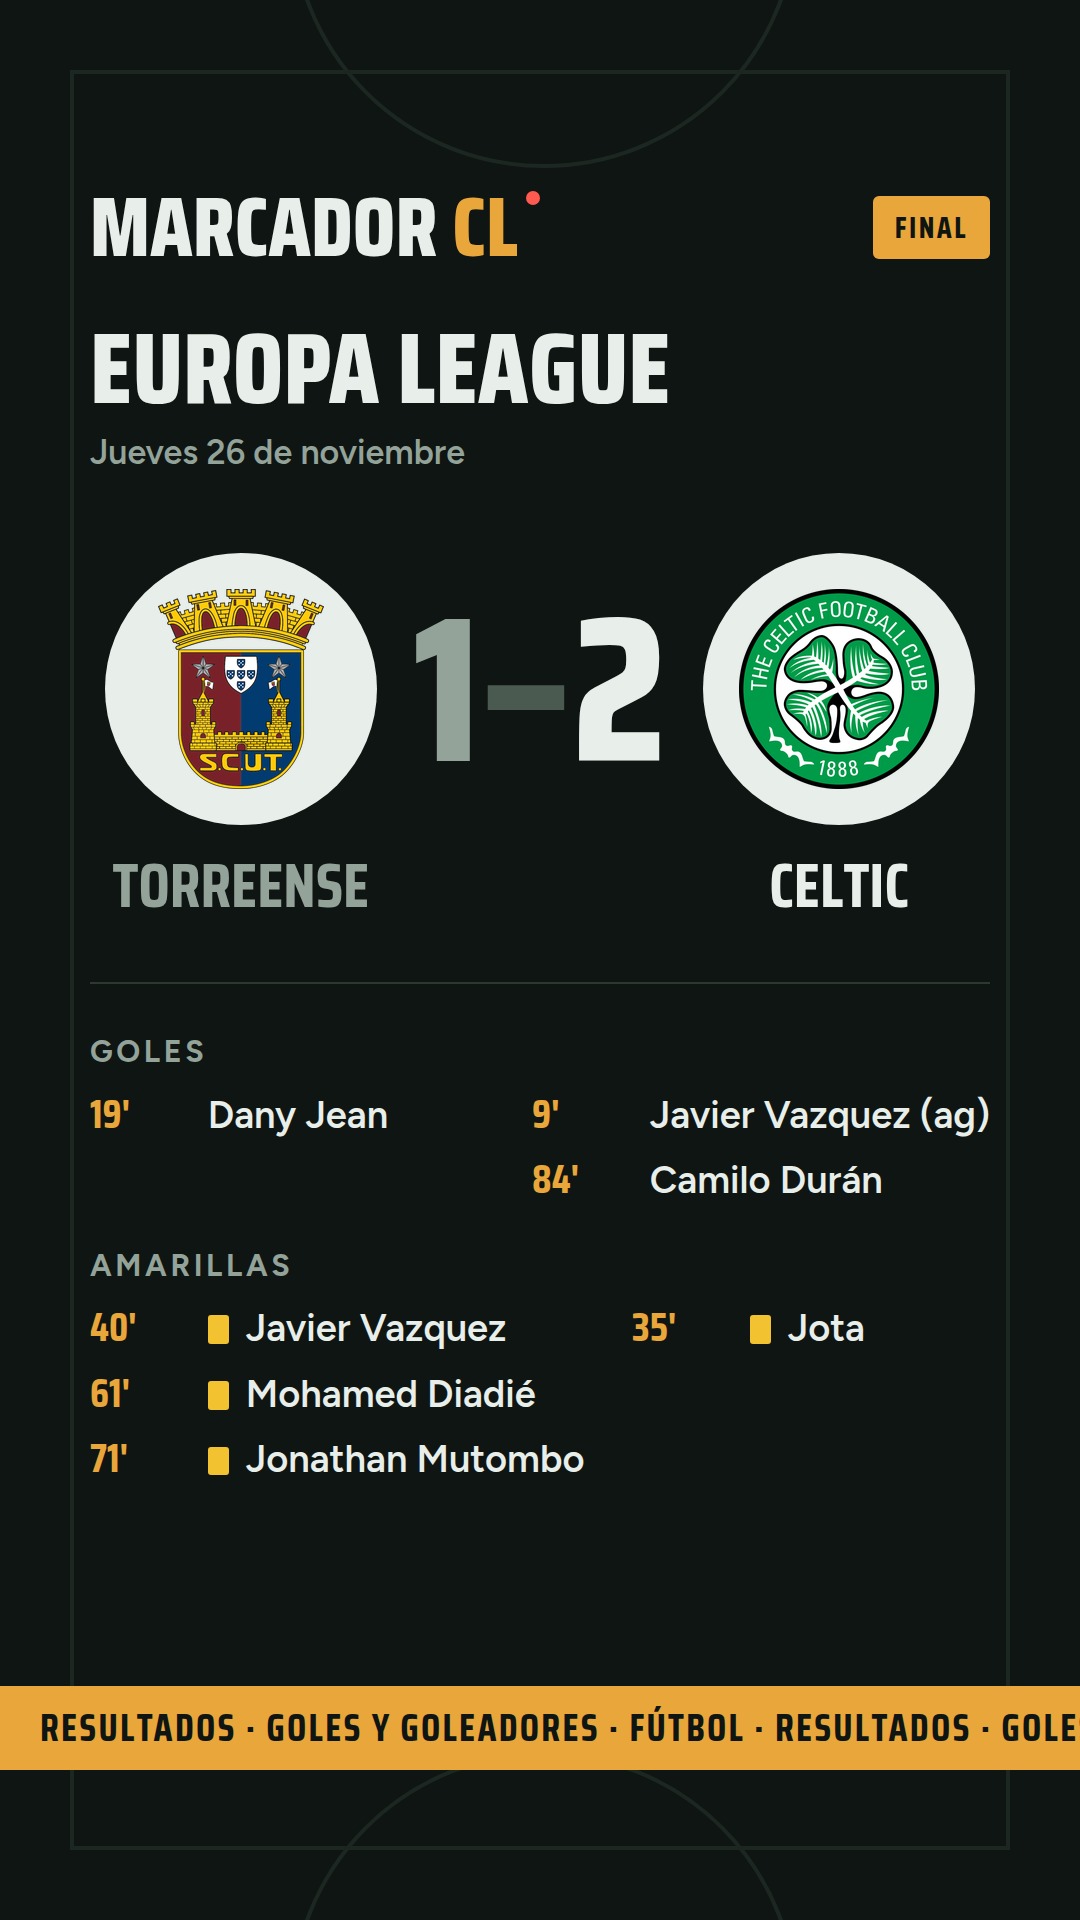 MARCADOR CL
FINAL
EUROPA LEAGUE
Jueves 26 de noviembre
S.C.U.T.
1-2
THE CELTIC FOOTBALL CLUB
1888
TORREENSE
CELTIC
GOLES
19' Dany Jean
9' Javier Vazquez (ag)
84' Camilo Durán
AMARILLAS
40' Javier Vazquez
35' Jota
61' Mohamed Diadié
71' Jonathan Mutombo
RESULTADOS · GOLES Y GOLEADORES · FÚTBOL · RESULTADOS · GOLES